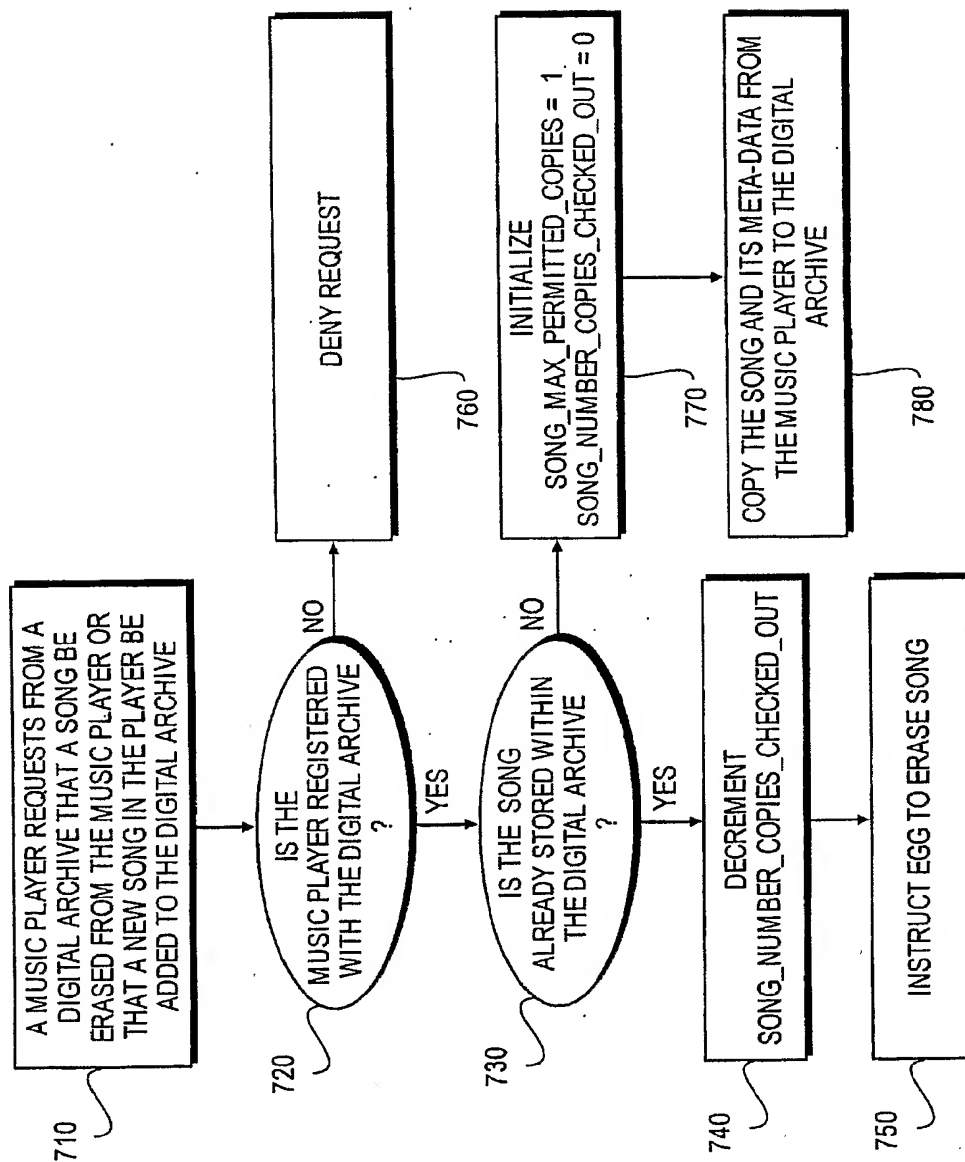 A MUSIC PLAYER REQUESTS FROM A
DIGITAL ARCHIVE THAT A SONG BE
ERASED FROM THE MUSIC PLAYER OR
THAT A NEW SONG IN THE PLAYER BE
ADDED TO THE DIGITAL ARCHIVE
710
IS THE
MUSIC PLAYER REGISTERED
WITH THE DIGITAL ARCHIVE
?
720
NO
DENY REQUEST
760
YES
IS THE SONG
ALREADY STORED WITHIN
THE DIGITAL ARCHIVE
?
730
NO
INITIALIZE
SONG_MAX_PERMITTED_COPIES = 1
SONG_NUMBER_COPIES_CHECKED_OUT = 0
770
YES
DECREMENT
SONG_NUMBER_COPIES_CHECKED_OUT
740
COPY THE SONG AND ITS META-DATA FROM
THE MUSIC PLAYER TO THE DIGITAL
ARCHIVE
780
INSTRUCT EGG TO ERASE SONG
750